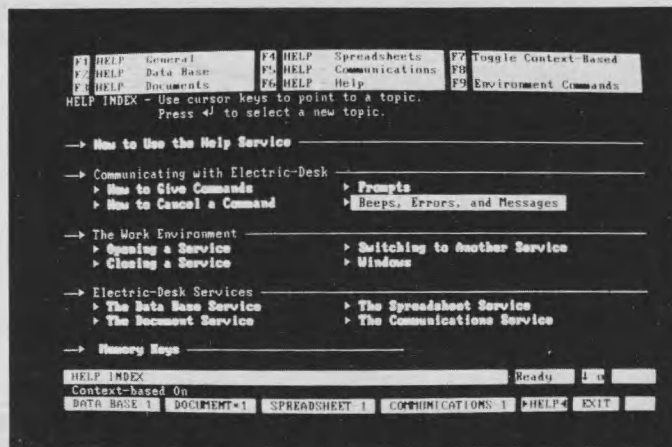 F1 HELP General F4 HELP Spreadsheets F7 Toggle Context-Based
F2 HELP Data Base F5 HELP Communications F8
F3 HELP Documents F6 HELP - Help F9 Environment Commands
HELP INDEX - Use cursor keys to point to a topic.
Press ↵ to select a new topic.
→ How to Use the Help Service
→ Communicating with Electric-Desk
▸ How to Give Commands ▸ Prompts
▸ How to Cancel a Command ▸ Beeps, Errors, and Messages
→ The Work Environment
▸ Opening a Service ▸ Switching to Another Service
▸ Closing a Service ▸ Windows
→ Electric-Desk Services
▸ The Data Base Service ▸ The Spreadsheet Service
▸ The Document Service ▸ The Communications Service
→ Memory Keys
HELP INDEX Ready
Context-based On
DATA BASE 1 DOCUMENT-1 SPREADSHEET 1 COMMUNICATIONS 1 ▸HELP◂ EXIT